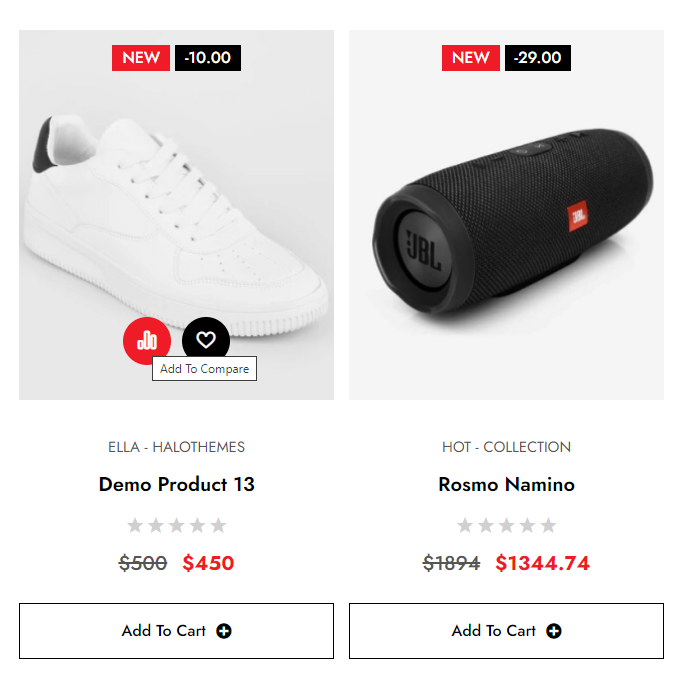 NEW -10.00
NEW -29.00
JBL
JBL
Add To Compare
ELLA - HALOTHEMES
HOT - COLLECTION
Demo Product 13
Rosmo Namino
$500 $450
$1894 $1344.74
Add To Cart
Add To Cart